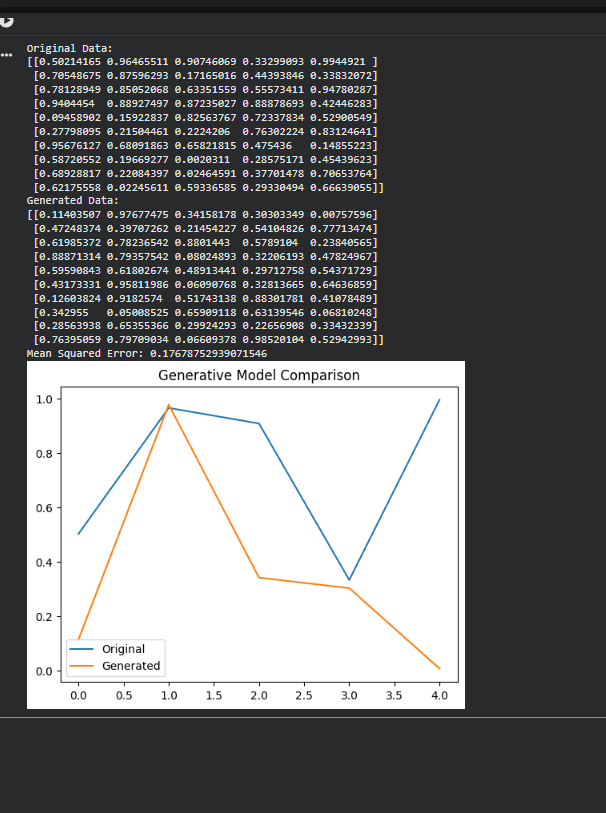 Original Data:
[[0.50214165 0.96465511 0.90746069 0.33299093 0.9944921 ]
[0.70548675 0.87596293 0.17165016 0.44393846 0.33832072]
[0.78128949 0.85052068 0.63351559 0.55573411 0.94780287]
[0.9404454 0.88927497 0.87235027 0.88878693 0.42446283]
[0.09458902 0.15922837 0.82563767 0.72337834 0.52900549]
[0.27798095 0.21504461 0.2224206 0.76302224 0.83124641]
[0.95676127 0.68091863 0.65821815 0.475436 0.14855223]
[0.58720552 0.19669277 0.0020311 0.28575171 0.45439623]
[0.68928817 0.22084397 0.02464591 0.37701478 0.70653764]
[0.62175558 0.02245611 0.59336585 0.29330494 0.66639055]]
Generated Data:
[[0.11403507 0.97677475 0.34158178 0.30303349 0.00757596]
[0.47248374 0.39707262 0.21454227 0.54104826 0.77713474]
[0.61985372 0.78236542 0.8801443 0.5789104 0.23840565]
[0.88871314 0.79357542 0.08024893 0.32206193 0.47824967]
[0.59590843 0.61802674 0.48913441 0.29712758 0.54371729]
[0.43173331 0.95811986 0.06090768 0.32813665 0.64636859]
[0.12603824 0.9182574 0.51743138 0.88301781 0.41078489]
[0.342955 0.05008525 0.65909118 0.63139546 0.06810248]
[0.28563938 0.65355366 0.29924293 0.22656908 0.33432339]
[0.76395059 0.79709034 0.06609378 0.98520104 0.52942993]]
Mean Squared Error: 0.17678752939071546
Generative Model Comparison
1.0
0.8
0.6
0.4
0.2
0.0
Original
Generated
0.0 0.5 1.0 1.5 2.0 2.5 3.0 3.5 4.0